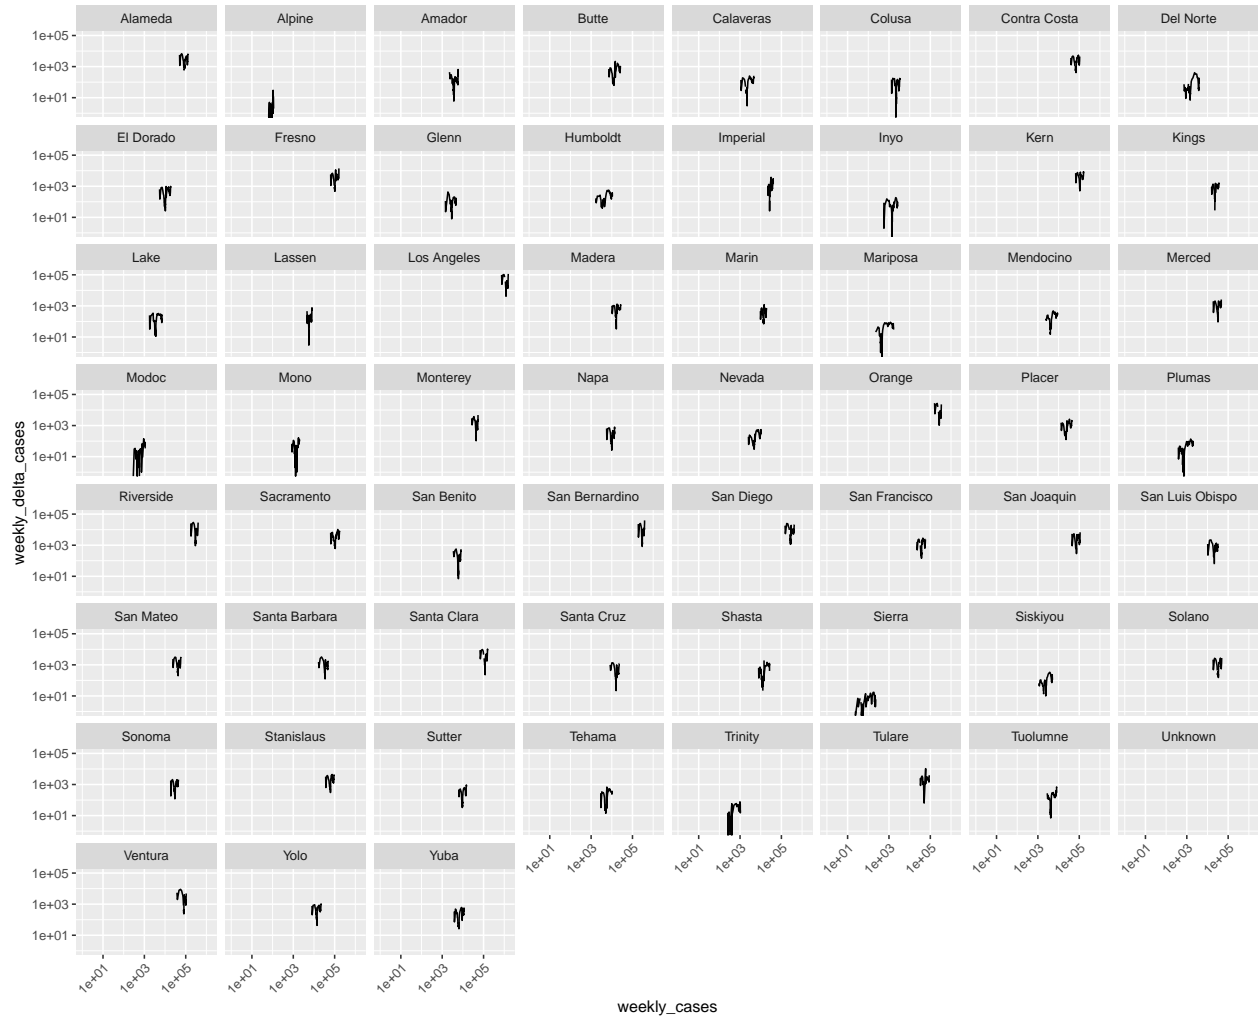 Alameda Alpine Amador Butte Calaveras Colusa Contra Costa Del Norte
1e+05
1e+03
1e+01
El Dorado Fresno Glenn Humboldt Imperial Inyo Kern Kings
1e+05
1e+03
1e+01
Lake Lassen Los Angeles Madera Marin Mariposa Mendocino Merced
1e+05
1e+03
1e+01
Modoc Mono Monterey Napa Nevada Orange Placer Plumas
1e+05
1e+03
1e+01
weekly_delta_cases
Riverside Sacramento San Benito San Bernardino San Diego San Francisco San Joaquin San Luis Obispo
1e+05
1e+03
1e+01
San Mateo Santa Barbara Santa Clara Santa Cruz Shasta Sierra Siskiyou Solano
1e+05
1e+03
1e+01
Sonoma Stanislaus Sutter Tehama Trinity Tulare Tuolumne Unknown
1e+05
1e+03
1e+01
1e+01 1e+03 1e+05 1e+01 1e+03 1e+05 1e+01 1e+03 1e+05 1e+01 1e+03 1e+05 1e+01 1e+03 1e+05
Ventura Yolo Yuba
1e+05
1e+03
1e+01
1e+01 1e+03 1e+05 1e+01 1e+03 1e+05 1e+01 1e+03 1e+05
weekly_cases